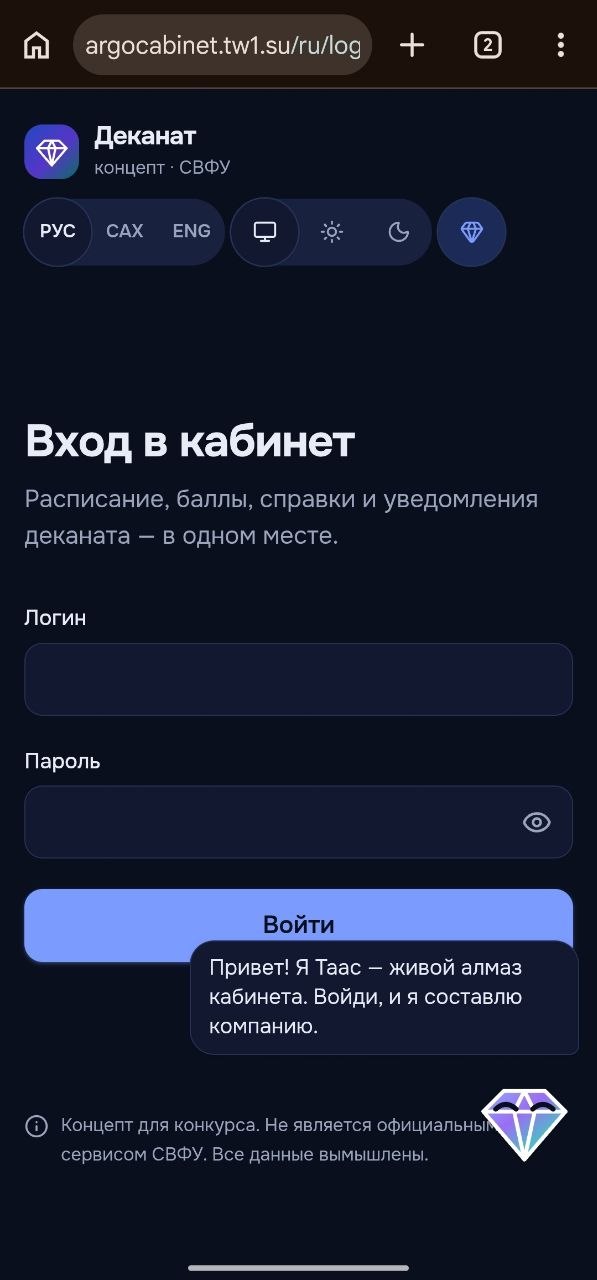 argocabinet.tw1.su/ru/log
2
Деканат
концепт · СВФУ
РУС САХ ENG
Вход в кабинет
Расписание, баллы, справки и уведомления
деканата — в одном месте.
Логин
Пароль
Войти
Привет! Я Таас — живой алмаз
кабинета. Войди, и я составлю
компанию.
Концепт для конкурса. Не является официальным
сервисом СВФУ. Все данные вымышлены.